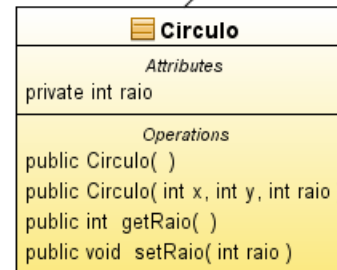 Circulo
Attributes
private int raio
Operations
public Circulo( )
public Circulo( int x, int y, int raio
public int getRaio( )
public void setRaio( int raio )